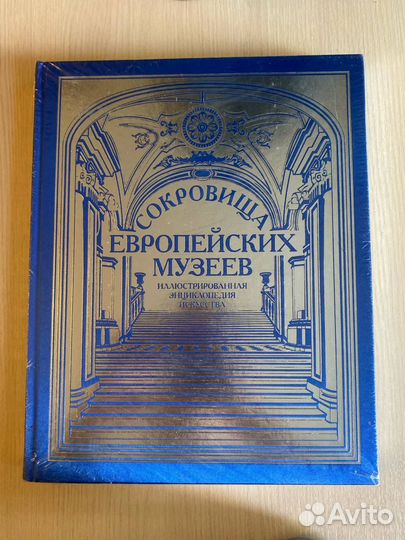 СОКРОВИЩА
ЕВРОПЕЙСКИХ
МУЗЕЕВ
ИЛЛЮСТРИРОВАННАЯ
ЭНЦИКЛОПЕДИЯ
ИСКУССТВА
Avito